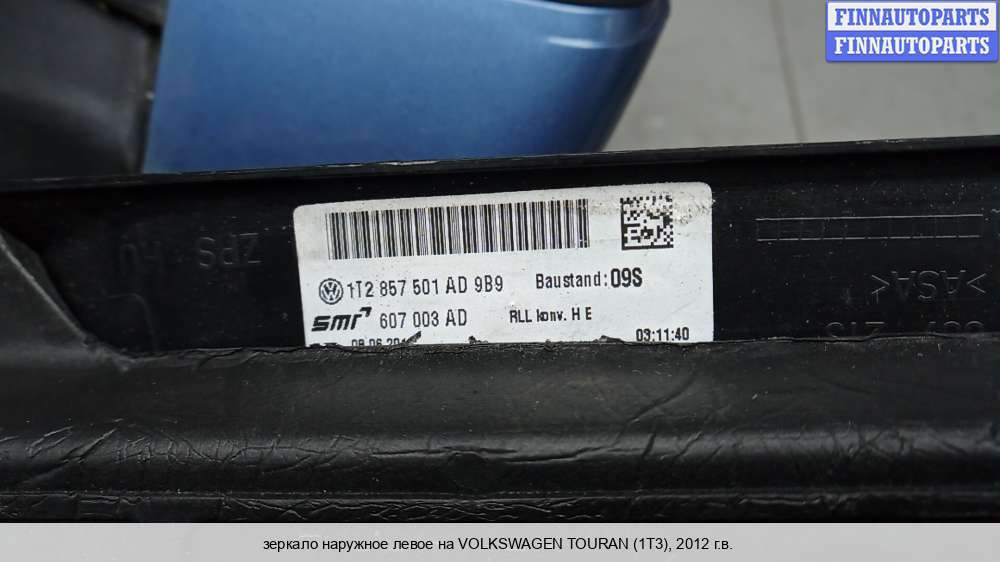 FINNAUTOPARTS
FINNAUTOPARTS
1T2 857 501 AD 9B9 Baustand: 09S
smr 607 003 AD RLL konv. H E
03:11:40
>ASA<
зеркало наружное левое на VOLKSWAGEN TOURAN (1T3), 2012 г.в.